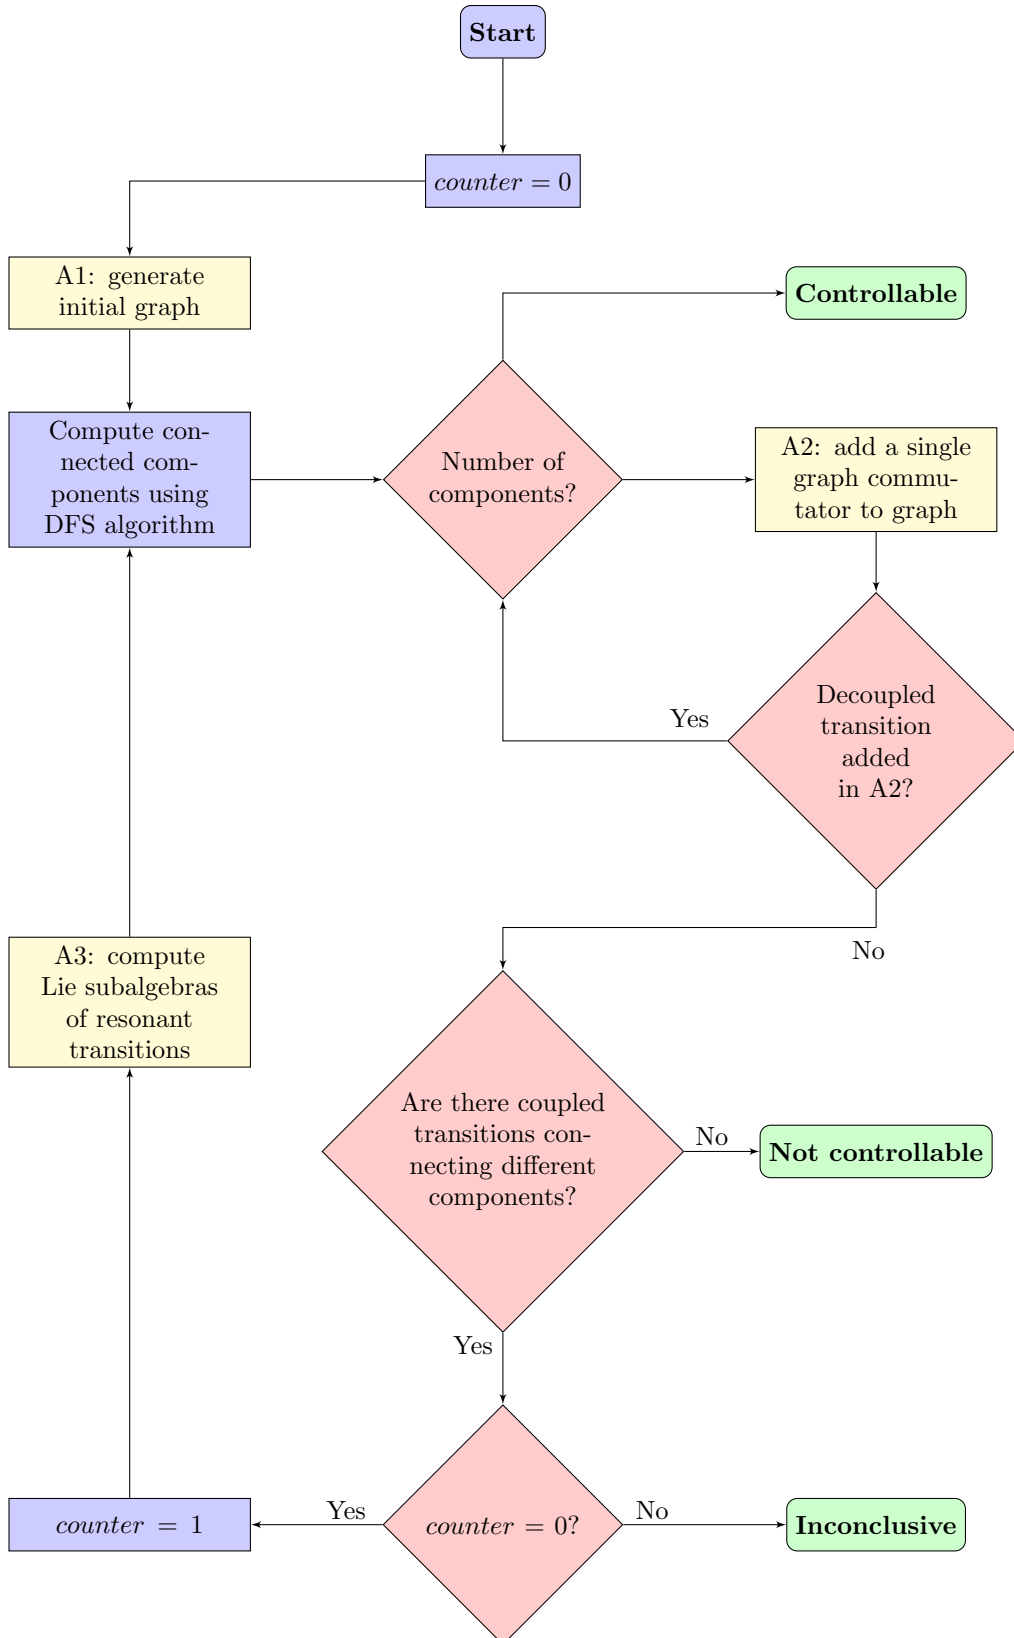 Start
counter = 0
A1: generate
initial graph
Controllable
Compute con-
nected com-
ponents using
DFS algorithm
Number of
components?
A2: add a single
graph commu-
tator to graph
Decoupled
transition
added
in A2?
Yes
No
A3: compute
Lie subalgebras
of resonant
transitions
Are there coupled
transitions con-
necting different
components?
No
Not controllable
Yes
counter = 1
Yes
counter = 0?
No
Inconclusive